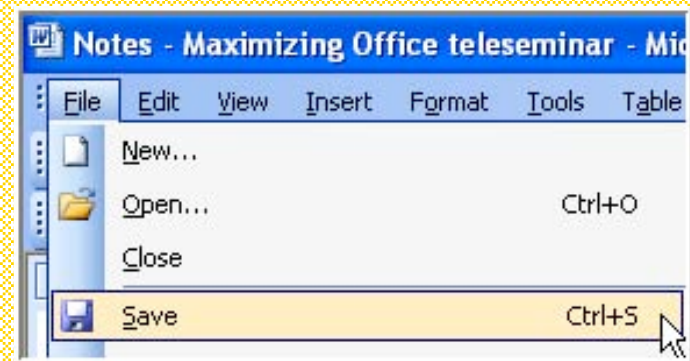 Notes - Maximizing Office teleseminar - Mic
File Edit View Insert Format Tools Table
New...
Open... Ctrl+O
Close
Save Ctrl+S